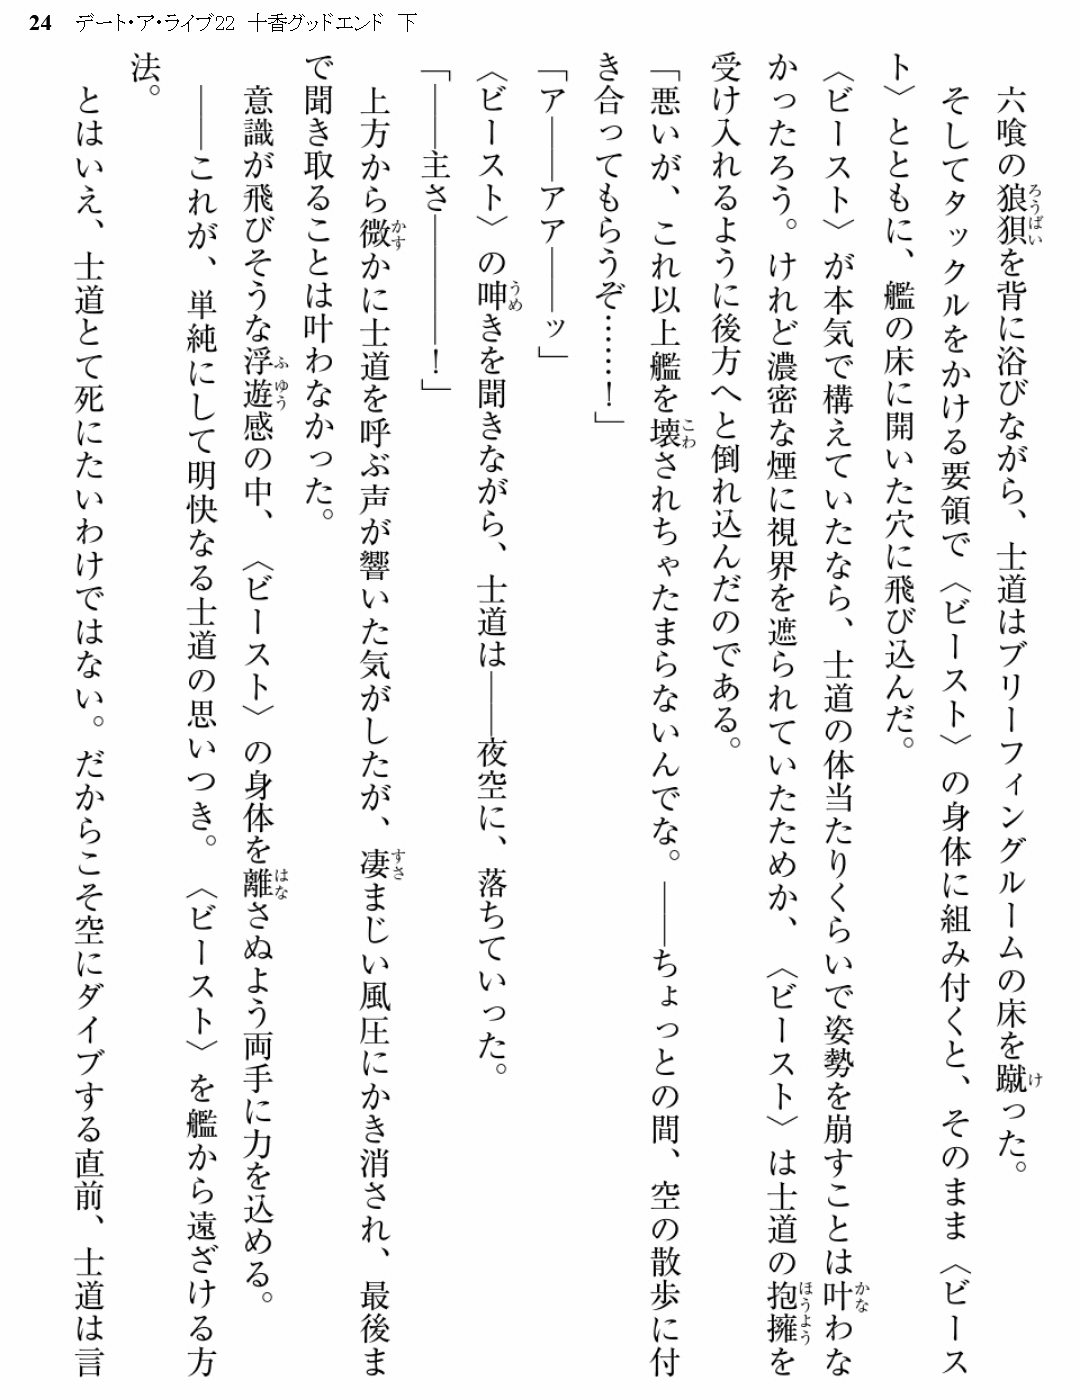 24 デート・ア・ライブ22 十香グッドエンド 下
六喰の狼狽を背に浴びながら、士道はブリーフィングルームの床を蹴った。
そしてタックルをかける要領で〈ビースト〉の身体に組み付くと、そのまま〈ビース
ト〉とともに、艦の床に開いた穴に飛び込んだ。
〈ビースト〉が本気で構えていたなら、士道の体当たりくらいで姿勢を崩すことは叶わな
かったろう。けれど濃密な煙に視界を遮られていたためか、〈ビースト〉は士道の抱擁を
受け入れるように後方へと倒れ込んだのである。
「悪いが、これ以上艦を壊されちゃたまらないんでな。――ちょっとの間、空の散歩に付
き合ってもらうぞ……！」
「ア――アア――ッ」
〈ビースト〉の呻きを聞きながら、士道は――夜空に、落ちていった。
「――主さ――――！」
上方から微かに士道を呼ぶ声が響いた気がしたが、凄まじい風圧にかき消され、最後ま
で聞き取ることは叶わなかった。
意識が飛びそうな浮遊感の中、〈ビースト〉の身体を離さぬよう両手に力を込める。
――これが、単純にして明快なる士道の思いつき。〈ビースト〉を艦から遠ざける方
法。
とはいえ、士道とて死にたいわけではない。だからこそ空にダイブする直前、士道は言